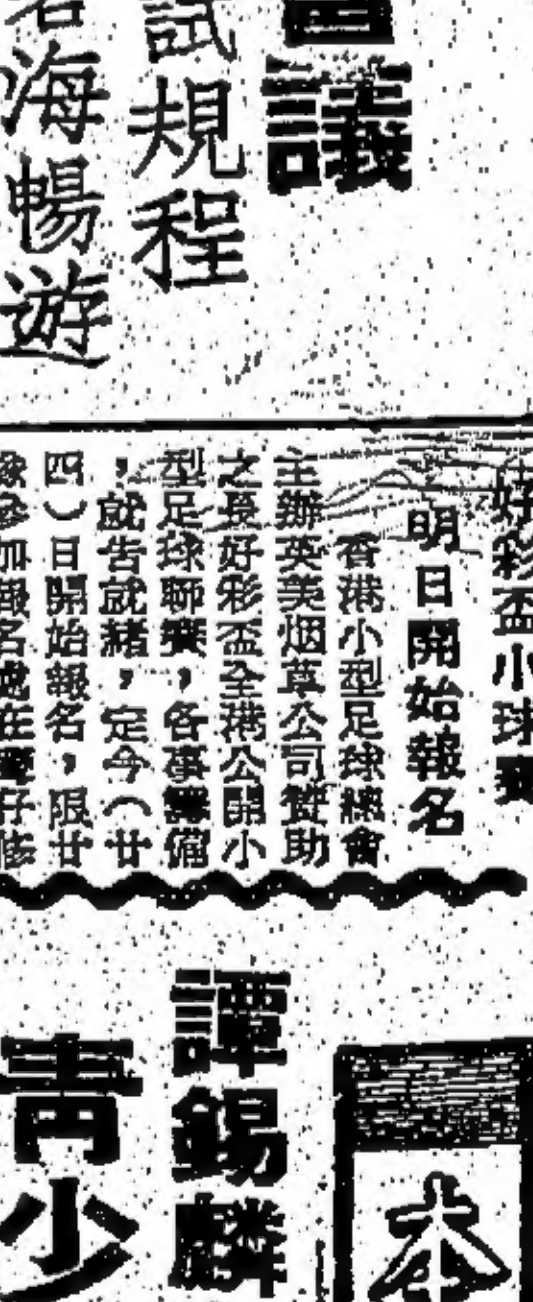 會議
試規程
海暢遊
好彩盃小球賽
明日開始報名
香港小型足球總會
主辦英美烟草公司贊助
之長好彩盃全港公開小
型足球聯賽，各事籌備
，就告就緒，定今（廿
四）日開始報名，限廿
參加報名處在灣仔修
譚錫麟
青少
本